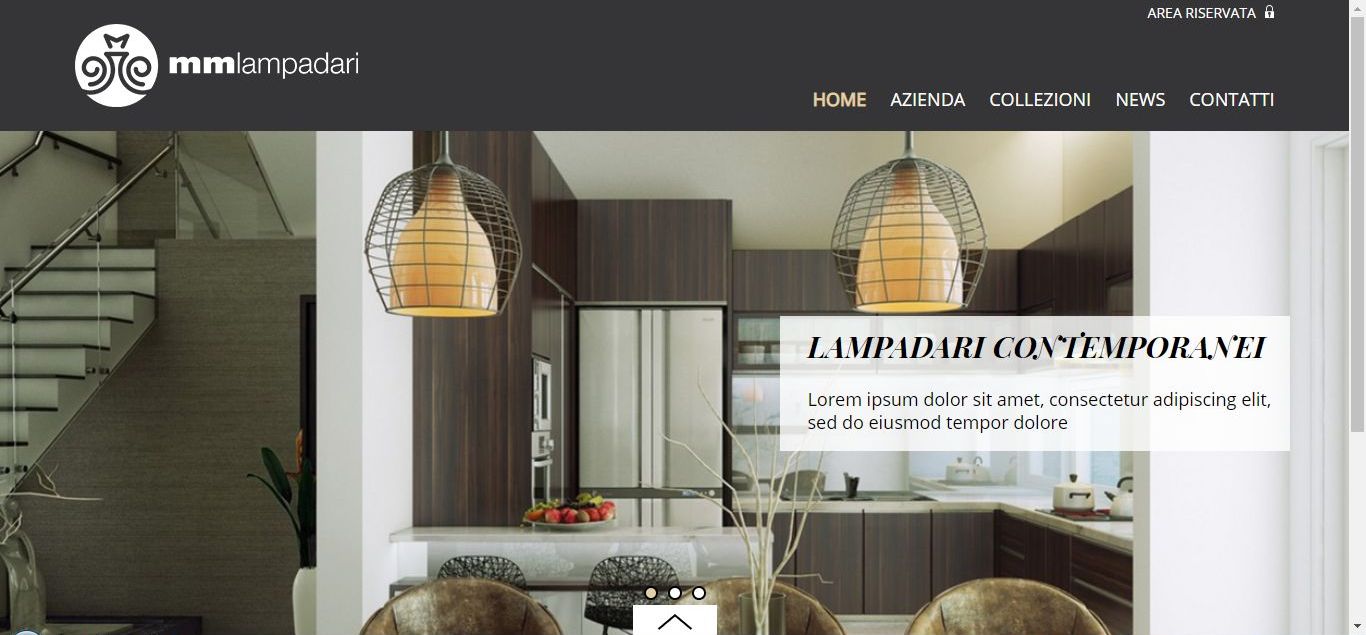 AREA RISERVATA
mmlampadari
HOME AZIENDA COLLEZIONI NEWS CONTATTI
LAMPADARI CONTEMPORANEI
Lorem ipsum dolor sit amet, consectetur adipiscing elit,
sed do eiusmod tempor dolore